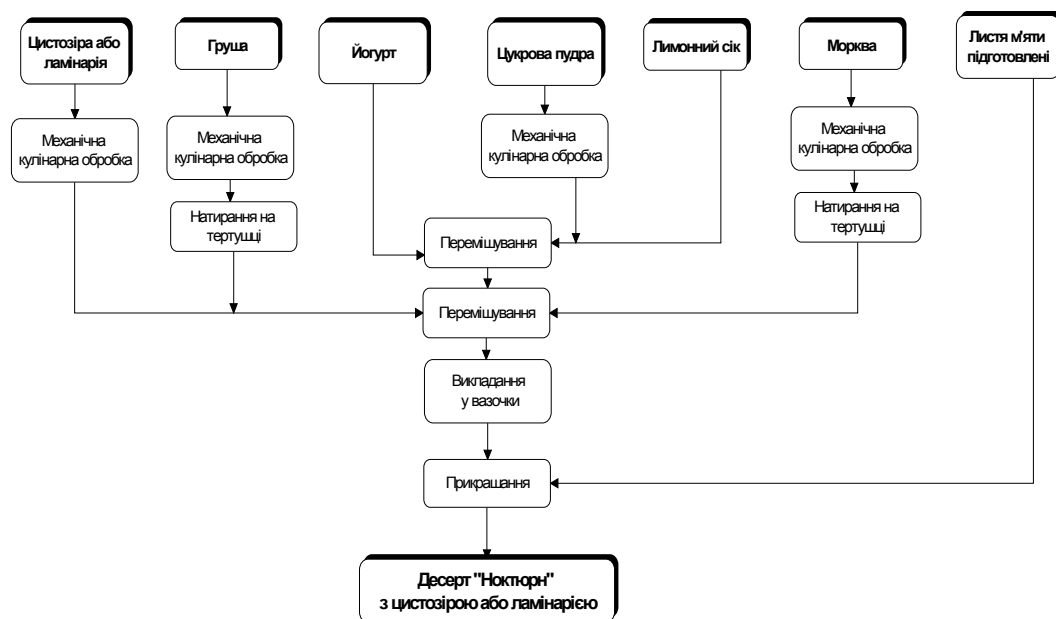 Цистозіра або
ламінарія
Груша
Йогурт
Цукрова пудра
Лимонний сік
Морква
Листя м'яти
підготовлені
Механічна
кулінарна обробка
Механічна
кулінарна обробка
Механічна
кулінарна обробка
Механічна
кулінарна обробка
Натирання на
тертушці
Натирання на
тертушці
Перемішування
Перемішування
Викладання
у вазочки
Прикрашання
Десерт "Ноктюрн"
з цистозірою або ламінарією